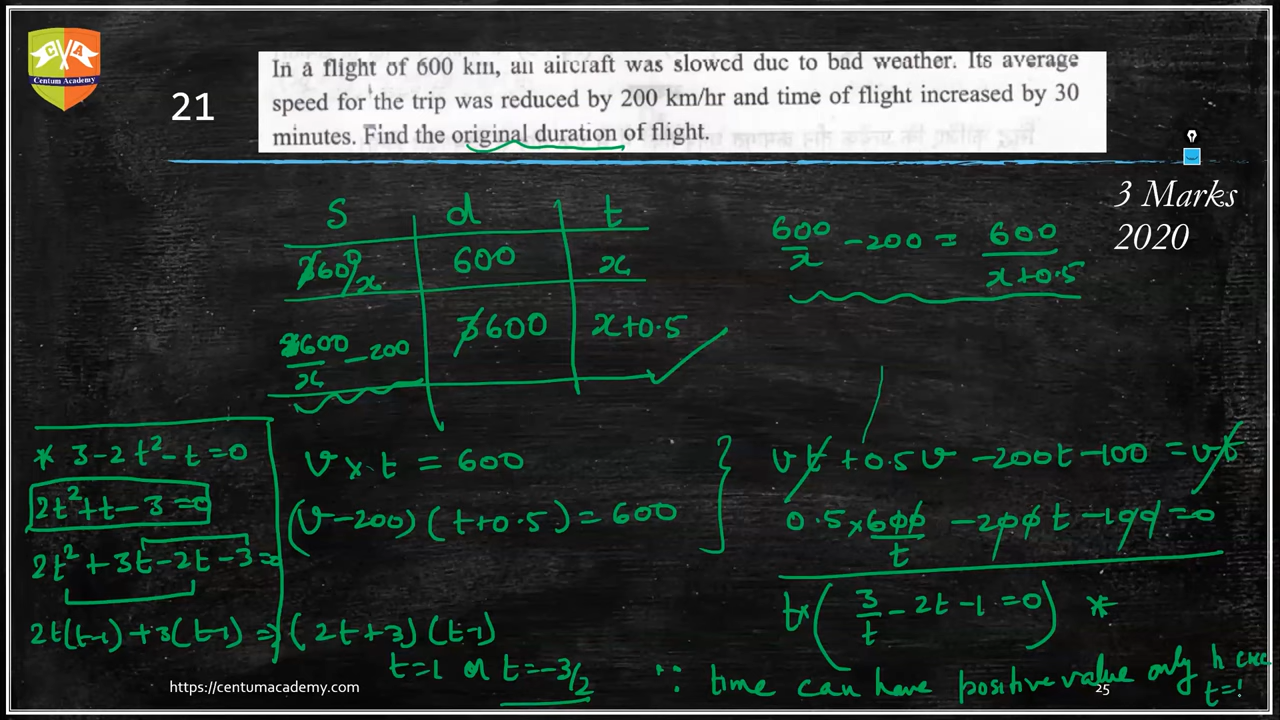 C A
Centum Academy
21
In a flight of 600 km, an aircraft was slowed due to bad weather. Its average
speed for the trip was reduced by 200 km/hr and time of flight increased by 30
minutes. Find the original duration of flight.
3 Marks
2020
S d t
600/x 600 x
600/x - 200 600 x+0.5
600/x - 200 = 600/(x+0.5)
* 3-2t²-t=0
2t²+t-3=0
2t²+3t-2t-3=
2t(t-1)+3(t-1)=(2t+3)(t-1)
v × t = 600
(v-200)(t+0.5)=600
vt+0.5v -200t-100 = vt
0.5×600/t -200t-100=0
t×(3/t -2t-1=0) *
t=1 or t=-3/2
∵ time can have positive value only
t=
https://centumacademy.com
25